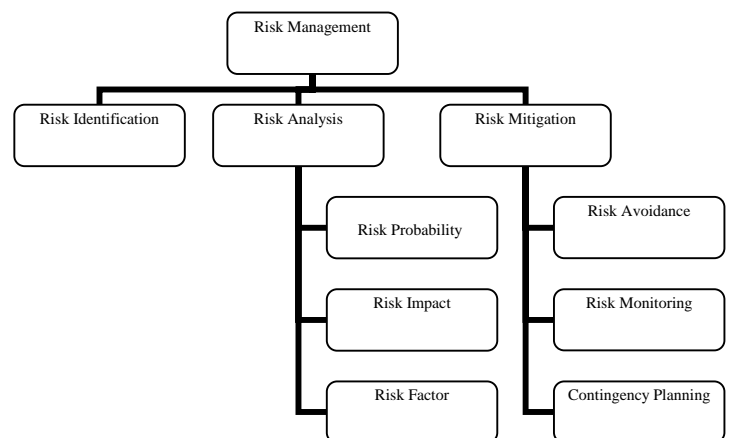 Risk Management
Risk Identification
Risk Analysis
Risk Mitigation
Risk Probability
Risk Avoidance
Risk Impact
Risk Monitoring
Risk Factor
Contingency Planning